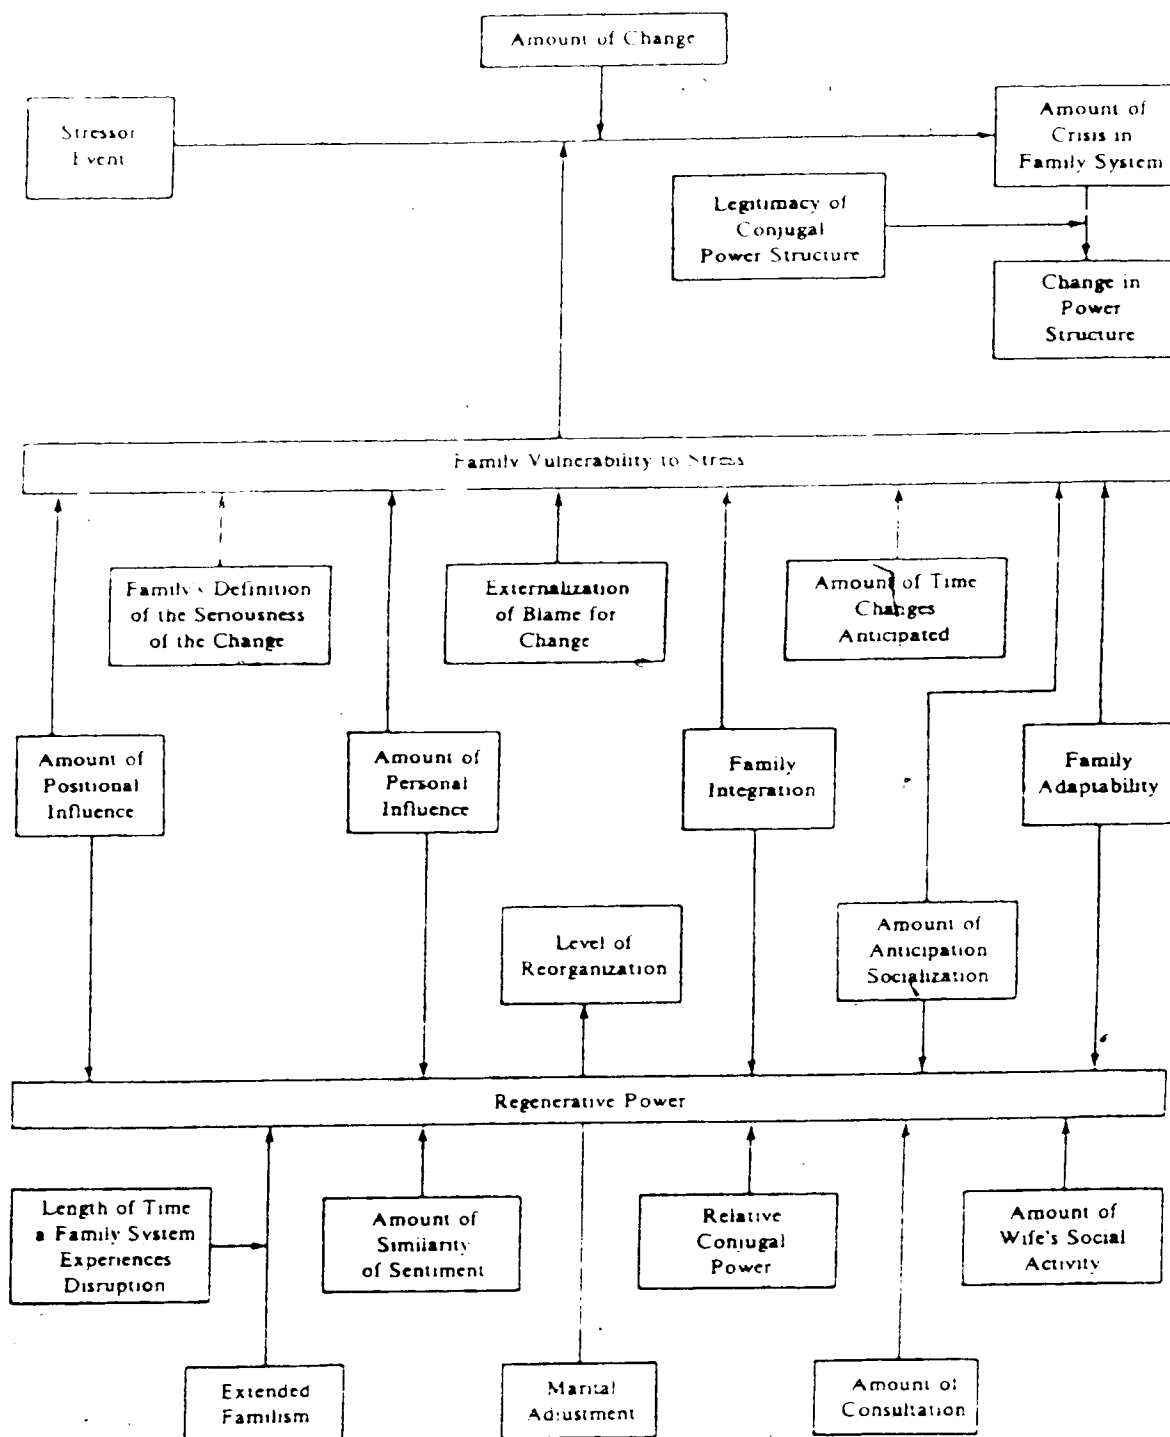 Amount of Change
Stressor
Event
Amount of
Crisis in
Family System
Legitimacy of
Conjugal
Power Structure
Change in
Power
Structure
Family Vulnerability to Stress
Family's Definition
of the Seriousness
of the Change
Externalization
of Blame for
Change
Amount of Time
Changes
Anticipated
Amount of
Positional
Influence
Amount of
Personal
Influence
Family
Integration
Family
Adaptability
Level of
Reorganization
Amount of
Anticipation
Socialization
Regenerative Power
Length of Time
a Family System
Experiences
Disruption
Amount of
Similarity
of Sentiment
Relative
Conjugal
Power
Amount of
Wife's Social
Activity
Extended
Familism
Marital
Adjustment
Amount of
Consultation